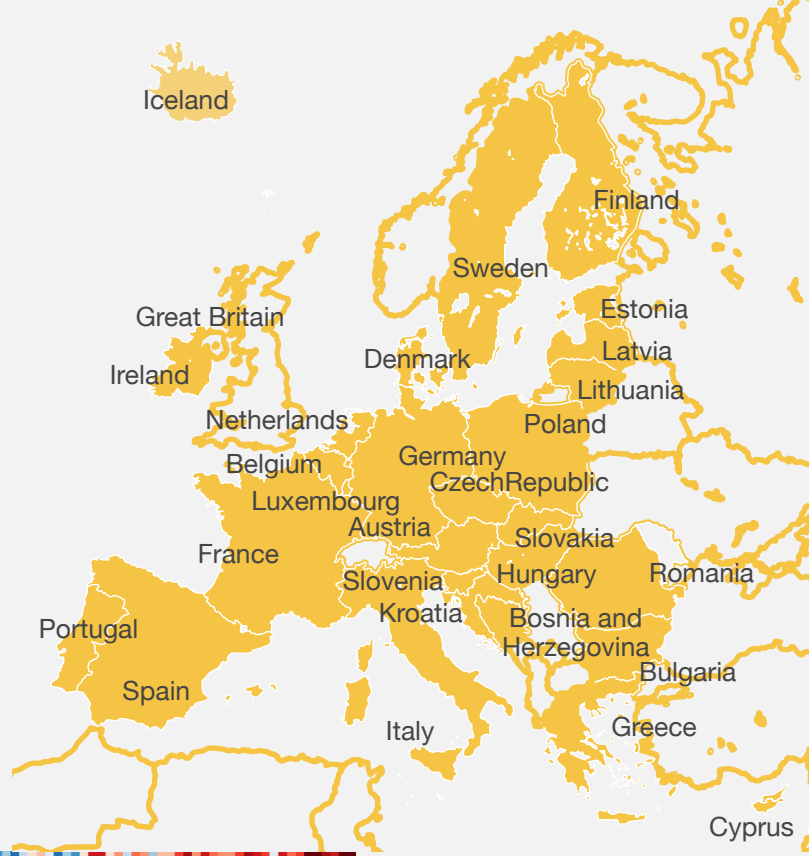 Iceland
Finland
Sweden
Estonia
Great Britain
Latvia
Denmark
Ireland
Lithuania
Netherlands
Poland
Germany
Belgium
CzechRepublic
Luxembourg
Austria
Slovakia
France
Romania
Hungary
Slovenia
Kroatia
Bosnia and
Herzegovina
Portugal
Bulgaria
Spain
Greece
Italy
Cyprus